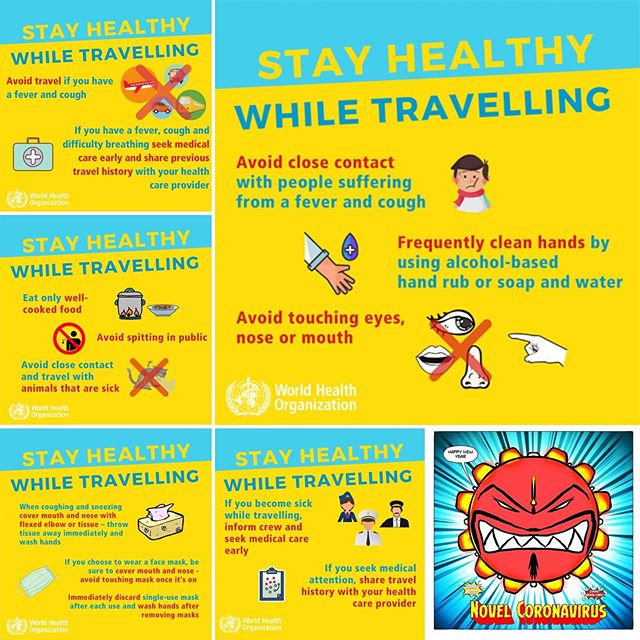 STAY HEALTHY
WHILE TRAVELLING
Avoid travel if you have
a fever and cough
If you have a fever, cough and
difficulty breathing seek medical
care early and share previous
travel history with your health
care provider
World Health
Organization
STAY HEALTHY
WHILE TRAVELLING
Avoid close contact
with people suffering
from a fever and cough
Frequently clean hands by
using alcohol-based
hand rub or soap and water
Avoid touching eyes,
nose or mouth
World Health
Organization
STAY HEALTHY
WHILE TRAVELLING
Eat only well-
cooked food
Avoid spitting in public
Avoid close contact
and travel with
animals that are sick
World Health
Organization
STAY HEALTHY
WHILE TRAVELLING
When coughing and sneezing
cover mouth and nose with
flexed elbow or tissue – throw
tissue away immediately and
wash hands
If you choose to wear a face mask, be
sure to cover mouth and nose -
avoid touching mask once it's on
Immediately discard single-use mask
after each use and wash hands after
removing masks
World Health
Organization
STAY HEALTHY
WHILE TRAVELLING
If you become sick
while travelling,
inform crew and
seek medical care
early
If you seek medical
attention, share travel
history with your health
care provider
World Health
Organization
HAPPY NEW
YEAR
NOVEL CORONAVIRUS